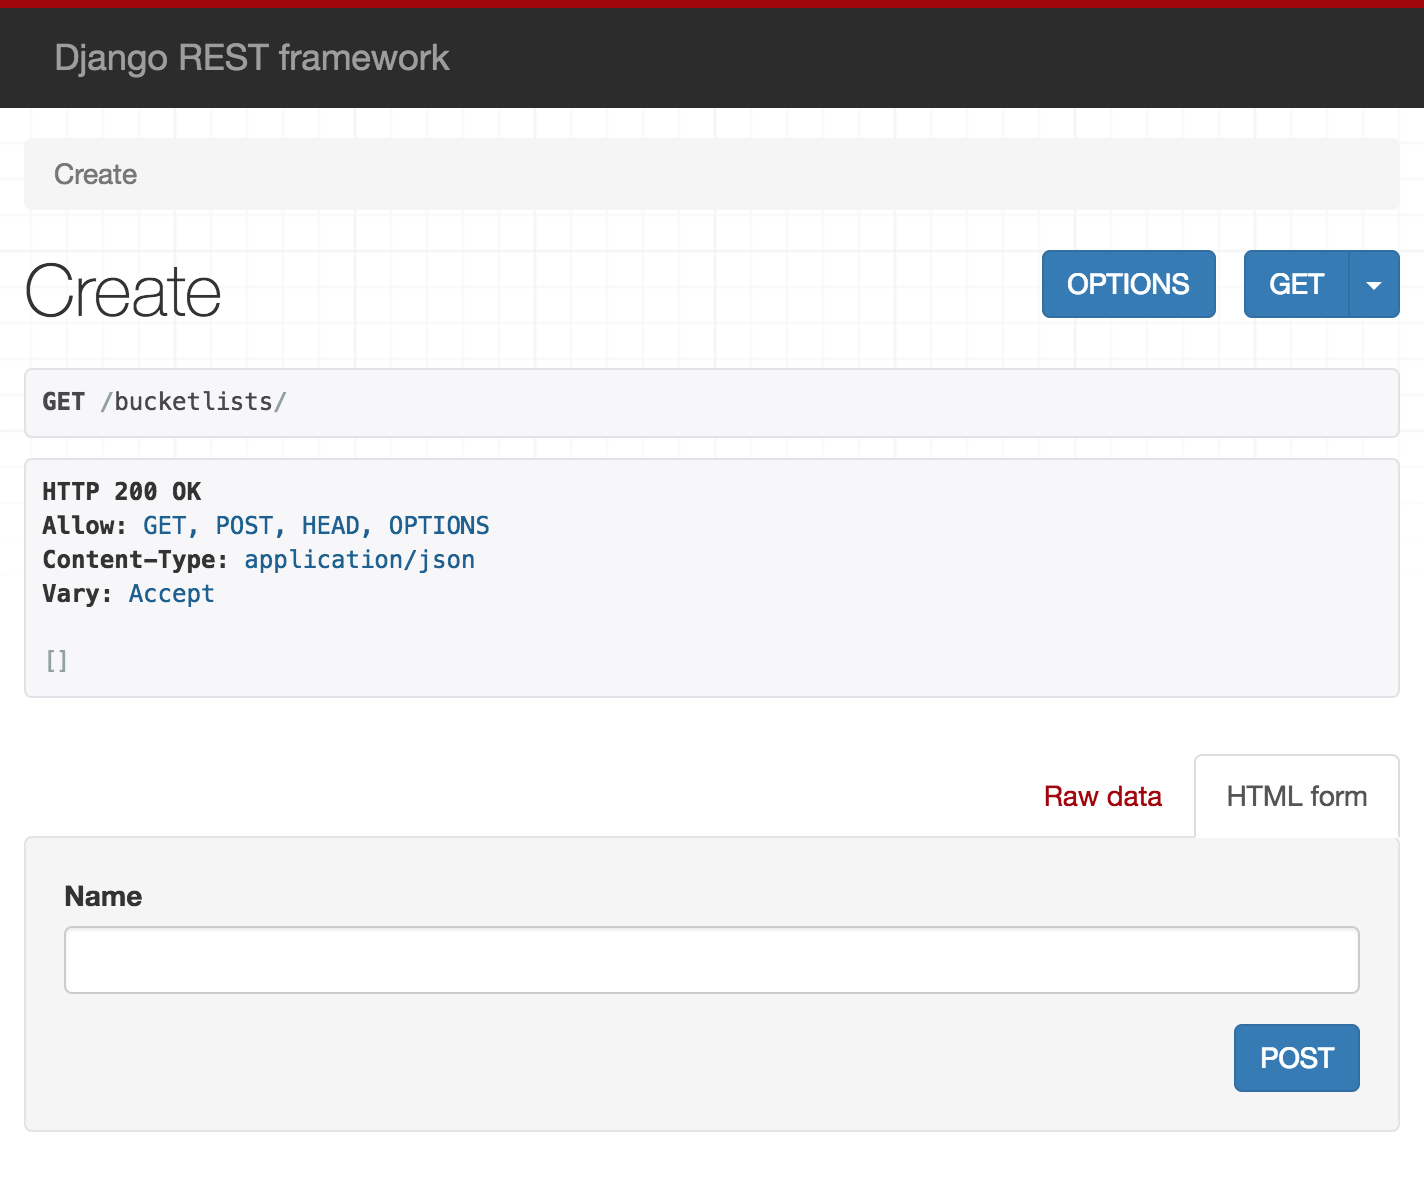 Django REST framework
Create
Create
OPTIONS GET
GET /bucketlists/
HTTP 200 OK
Allow: GET, POST, HEAD, OPTIONS
Content-Type: application/json
Vary: Accept
[]
Raw data HTML form
Name
POST